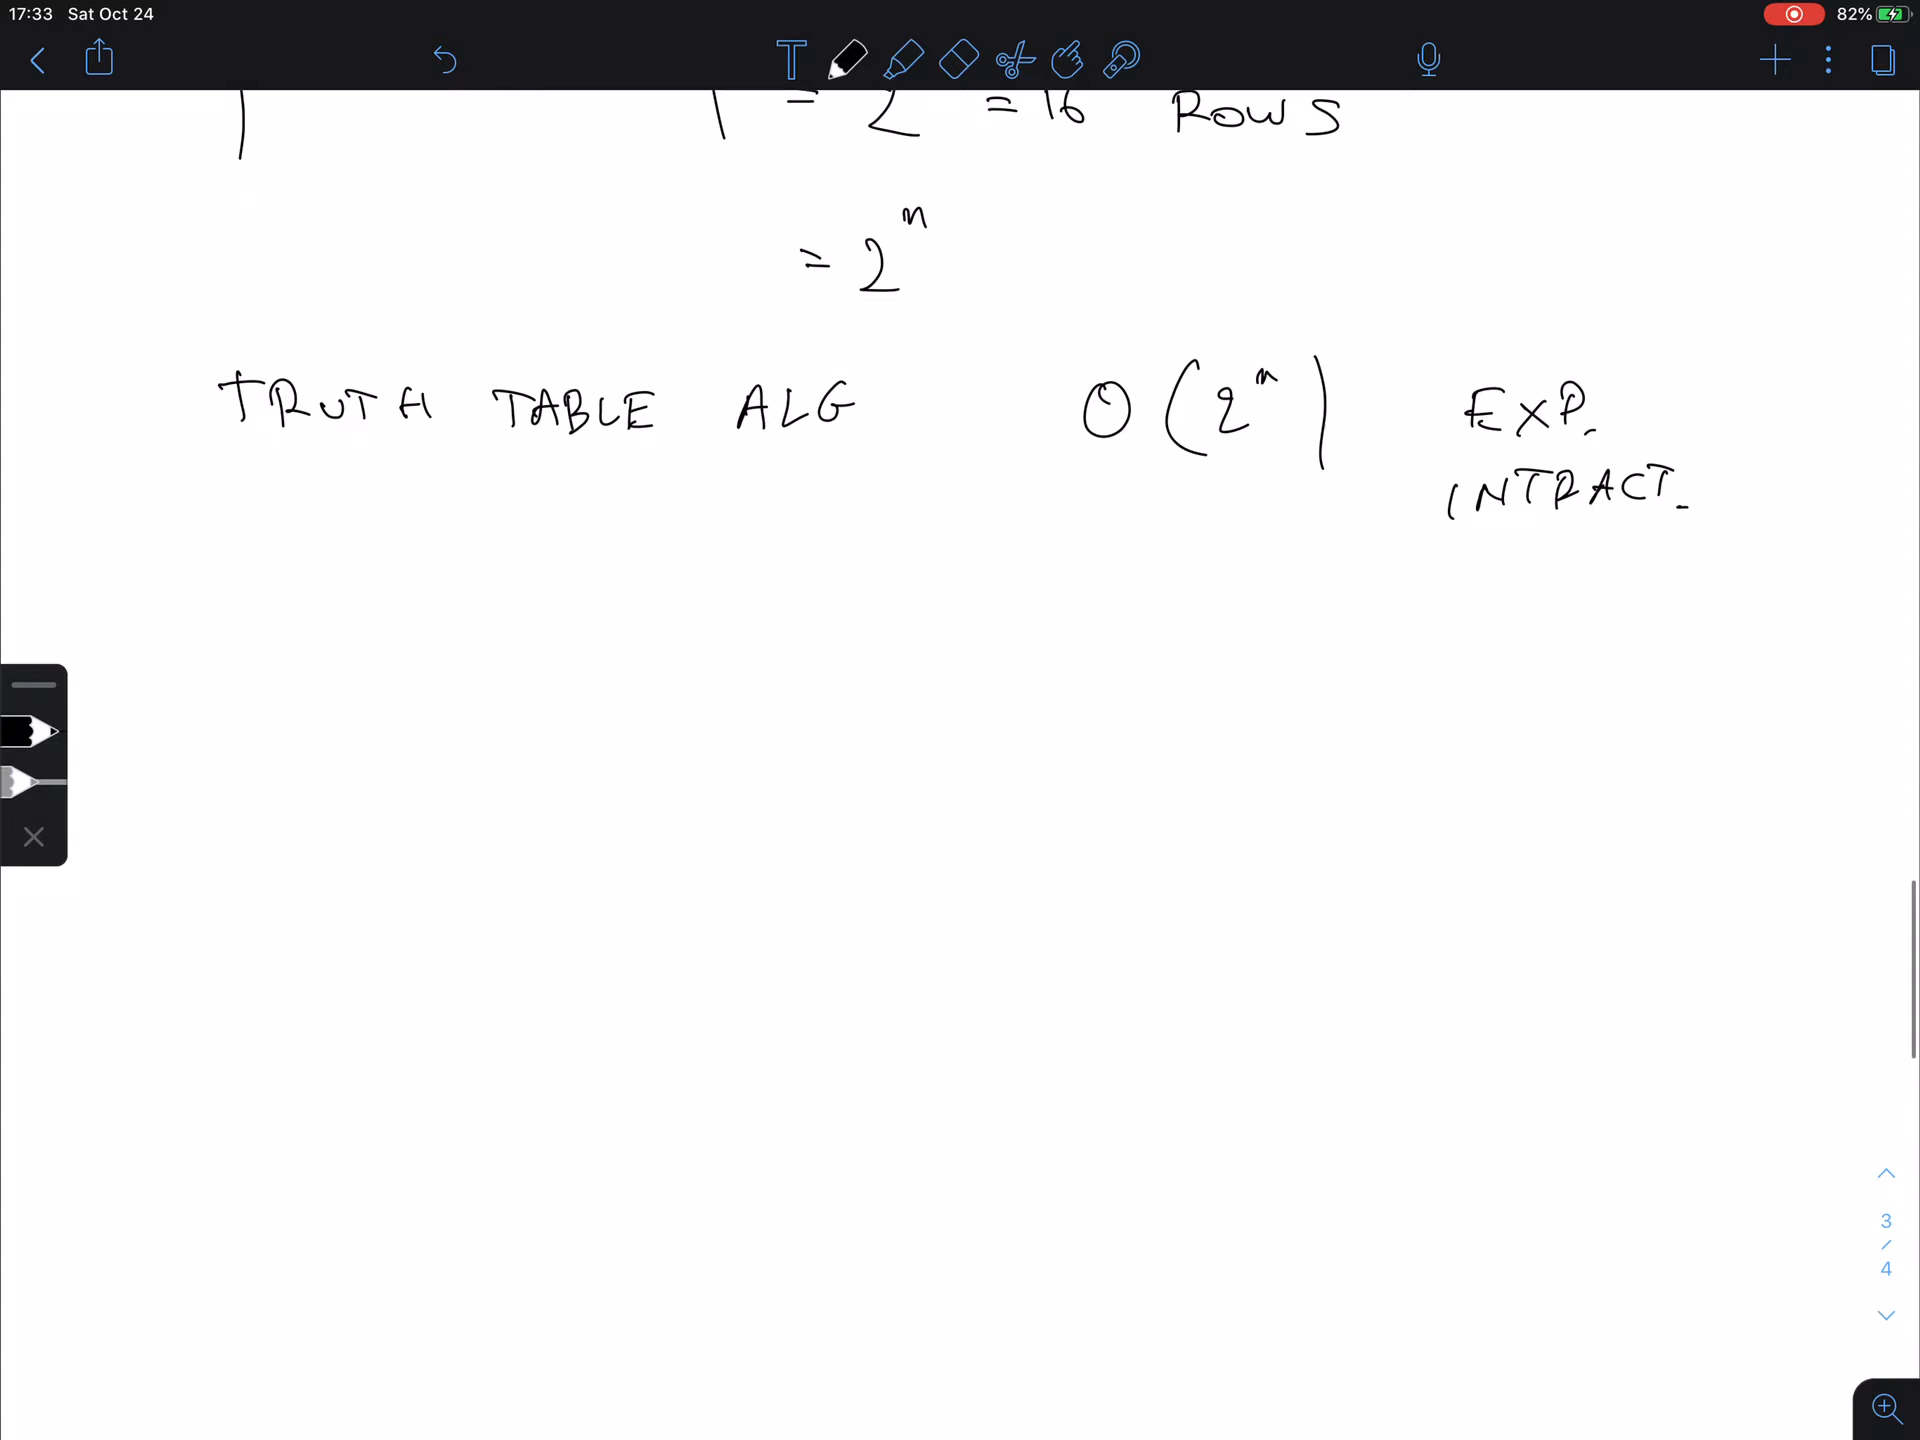 17:33 Sat Oct 24 82%
= 2 = 16 ROWS
= 2^n
TRUTH TABLE ALG O(2^n) EXP.
INTRACT.
3
/
4